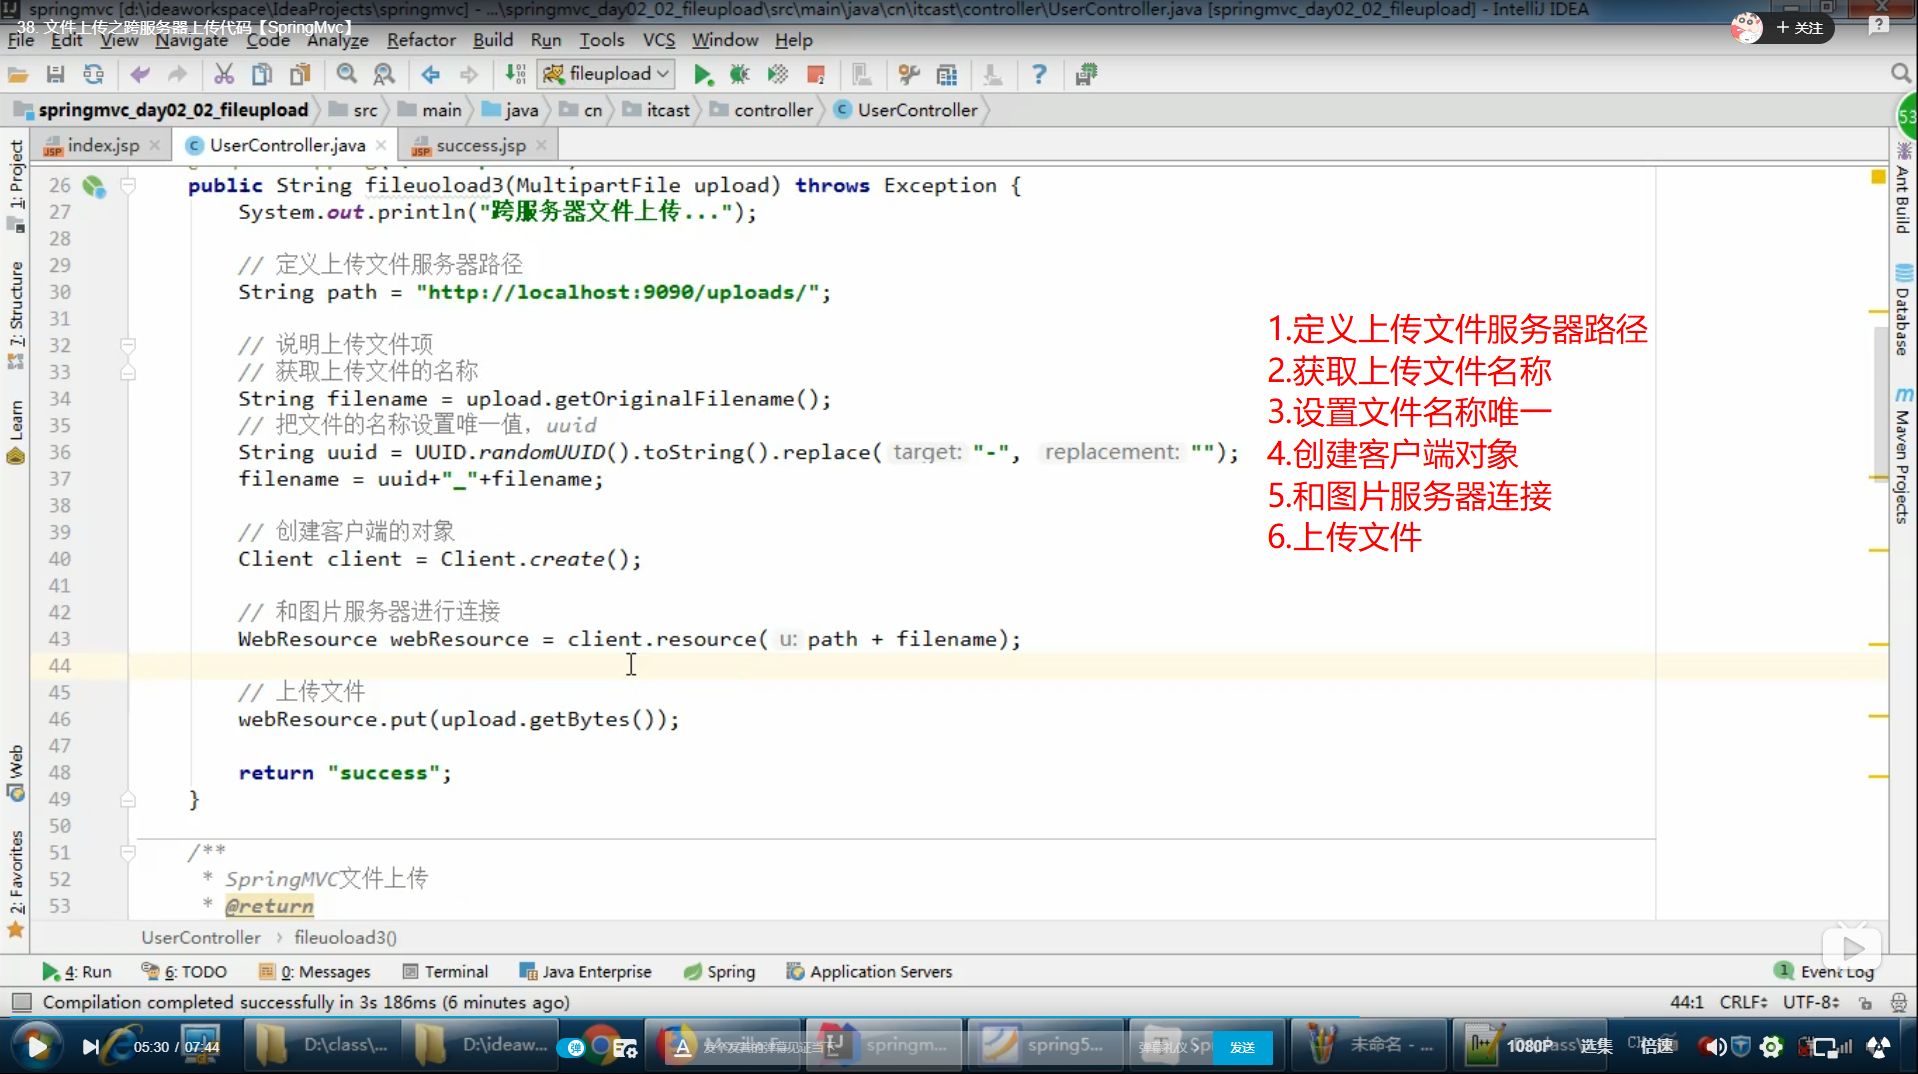 springmvc [d:\ideaworkspace\IdeaProjects\springmvc] - ...\springmvc_day02_02_fileupload\src\main\java\cn\itcast\controller\UserController.java [springmvc_day02_02_fileupload] - IntelliJ IDEA
38. 文件上传之跨服务器上传代码【SpringMvc】
+ 关注
File Edit View Navigate Code Analyze Refactor Build Run Tools VCS Window Help
fileupload
springmvc_day02_02_fileupload src main java cn itcast controller UserController
53
index.jsp UserController.java success.jsp
1: Project
7: Structure
Learn
Web
2: Favorites
26 public String fileuoload3(MultipartFile upload) throws Exception {
27 System.out.println("跨服务器文件上传...");
28
29 // 定义上传文件服务器路径
30 String path = "http://localhost:9090/uploads/";
31
32 // 说明上传文件项
33 // 获取上传文件的名称
34 String filename = upload.getOriginalFilename();
35 // 把文件的名称设置唯一值，uuid
36 String uuid = UUID.randomUUID().toString().replace( target: "-", replacement: "");
37 filename = uuid+"_"+filename;
38
39 // 创建客户端的对象
40 Client client = Client.create();
41
42 // 和图片服务器进行连接
43 WebResource webResource = client.resource( u: path + filename);
44
45 // 上传文件
46 webResource.put(upload.getBytes());
47
48 return "success";
49 }
50
51 /**
52 * SpringMVC文件上传
53 * @return
1.定义上传文件服务器路径
2.获取上传文件名称
3.设置文件名称唯一
4.创建客户端对象
5.和图片服务器连接
6.上传文件
Ant Build
Database
Maven Projects
UserController › fileuoload3()
4: Run 6: TODO 0: Messages Terminal Java Enterprise Spring Application Servers 1 Event Log
Compilation completed successfully in 3s 186ms (6 minutes ago) 44:1 CRLF UTF-8
05:30 / 07:44 D:\class\... D:\ideaw... 弹 springm... spring5... 发送 未命名 - ... 1080P 选集 倍速